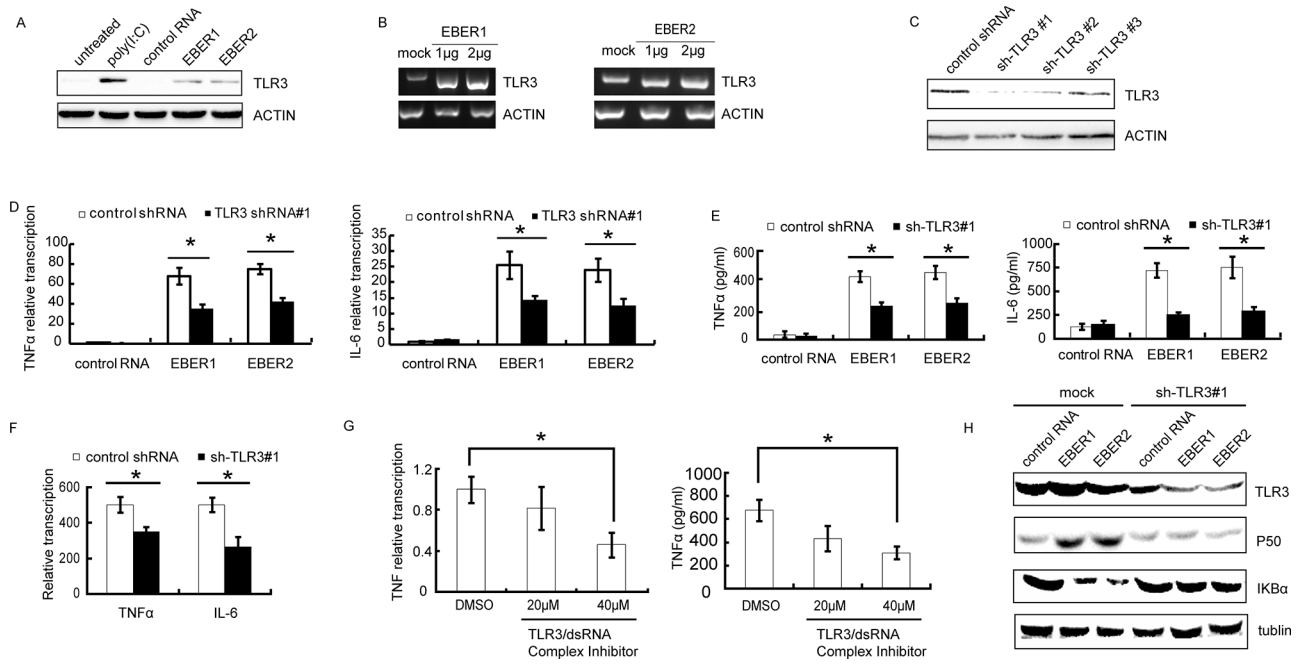 A
untreated
poly(I:C)
control RNA
EBER1
EBER2
TLR3
ACTIN
B
EBER1
mock 1μg 2μg
TLR3
ACTIN
EBER2
mock 1μg 2μg
TLR3
ACTIN
C
control shRNA
sh-TLR3 #1
sh-TLR3 #2
sh-TLR3 #3
TLR3
ACTIN
D
control shRNA TLR3 shRNA#1
TNFα relative transcription
100
80
60
40
20
0
* *
control RNA EBER1 EBER2
control shRNA TLR3 shRNA#1
IL-6 relative transcription
35
30
25
20
15
10
5
0
* *
control RNA EBER1 EBER2
E
control shRNA sh-TLR3#1
TNFα (pg/ml)
600
400
200
0
* *
control RNA EBER1 EBER2
control shRNA sh-TLR3#1
IL-6 (pg/ml)
1000
750
500
250
0
* *
control RNA EBER1 EBER2
F
control shRNA sh-TLR3#1
Relative transcription
600
400
200
0
* *
TNFα IL-6
G
TNF relative transcription
1.2
0.8
0.4
0
*
DMSO 20μM 40μM
TLR3/dsRNA
Complex Inhibitor
TNFα (pg/ml)
1000
800
600
400
200
0
*
DMSO 20μM 40μM
TLR3/dsRNA
Complex Inhibitor
H
mock sh-TLR3#1
control RNA
EBER1
EBER2
control RNA
EBER1
EBER2
TLR3
P50
IKBα
tublin